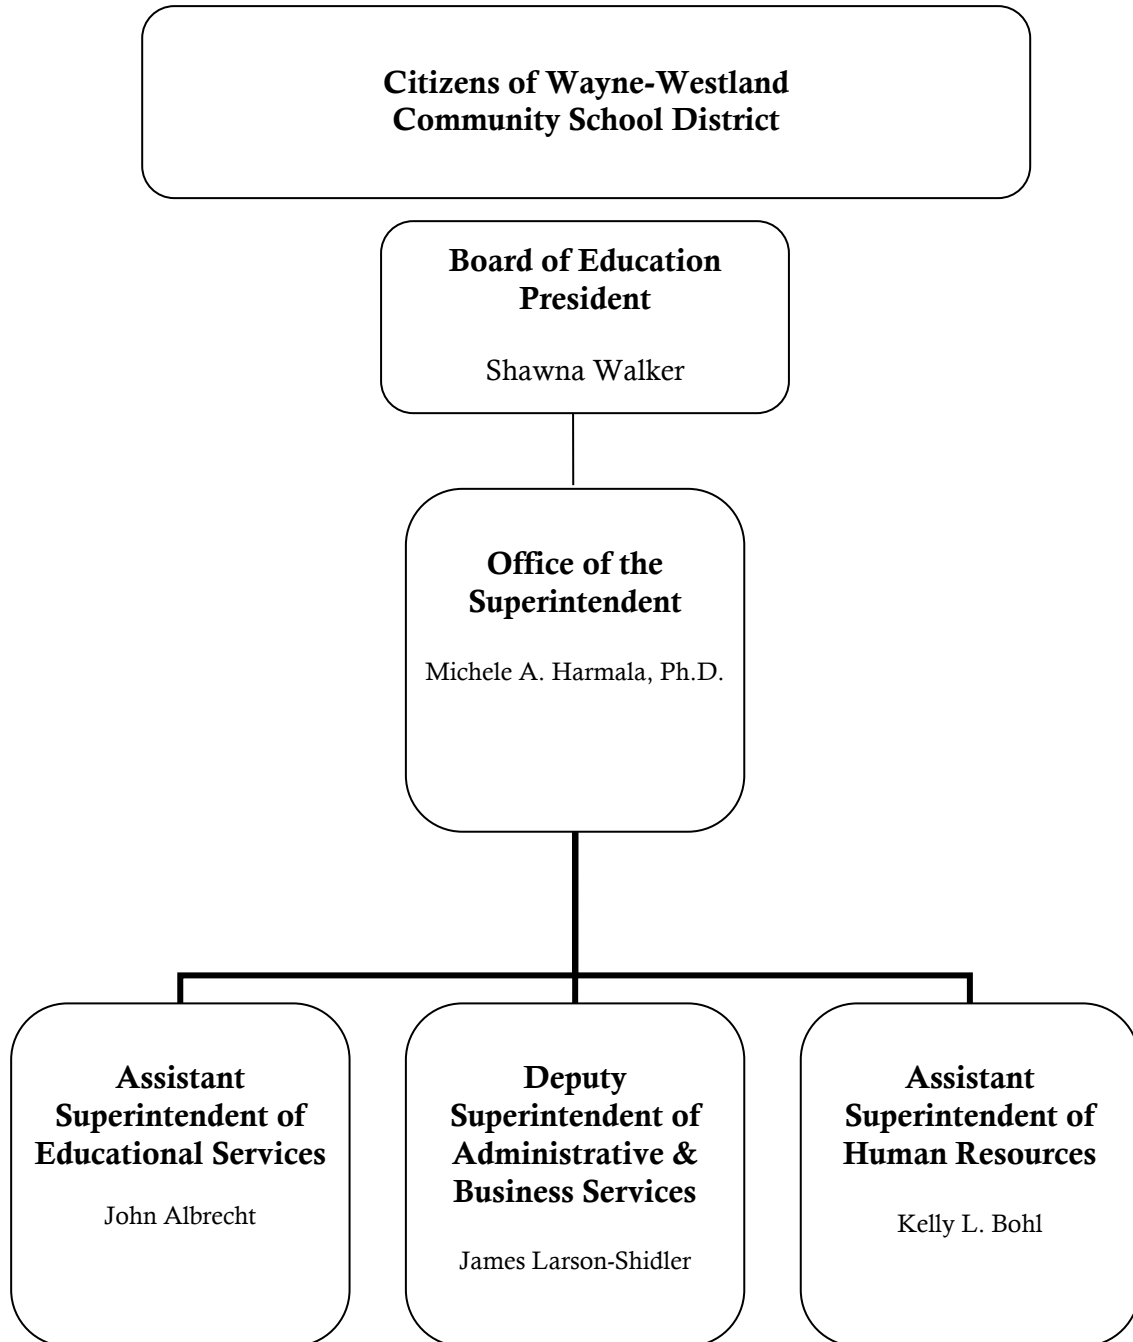 Citizens of Wayne-Westland
Community School District
Board of Education
President
Shawna Walker
Office of the
Superintendent
Michele A. Harmala, Ph.D.
Assistant
Superintendent of
Educational Services
John Albrecht
Deputy
Superintendent of
Administrative &
Business Services
James Larson-Shidler
Assistant
Superintendent of
Human Resources
Kelly L. Bohl